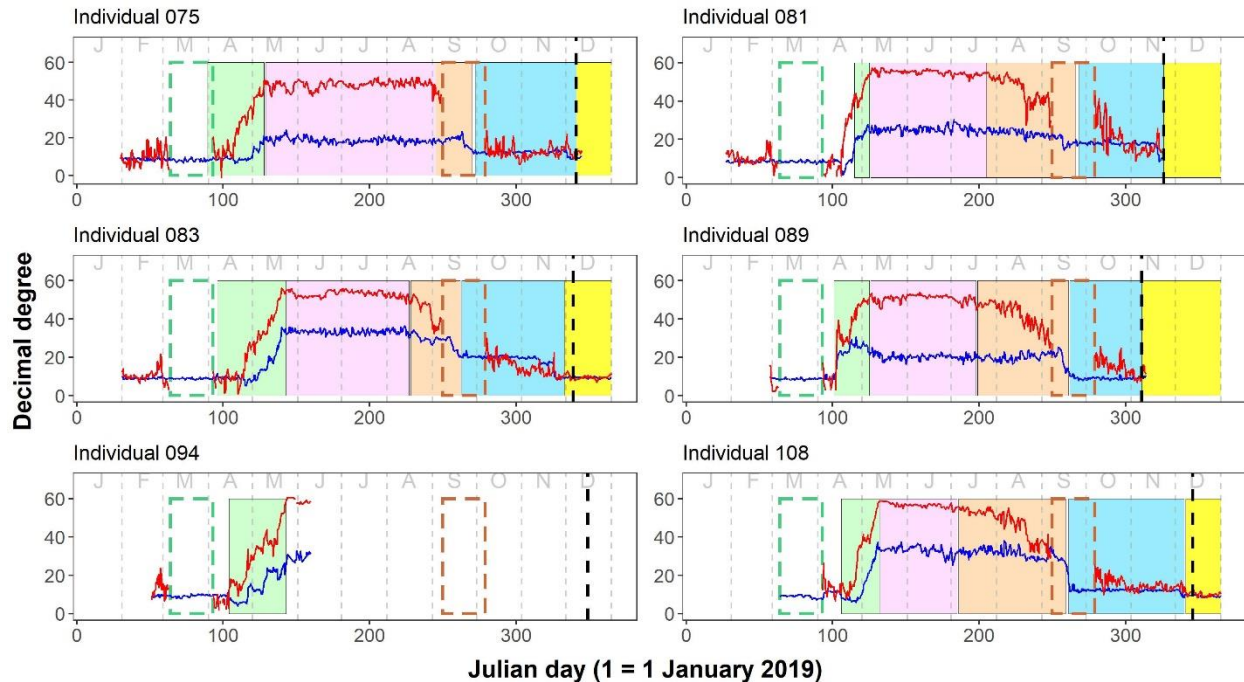 Individual 075
Individual 081
J F M A M J J A S O N D
J F M A M J J A S O N D
60
40
20
0
60
40
20
0
0 100 200 300
0 100 200 300
Individual 083
Individual 089
J F M A M J J A S O N D
J F M A M J J A S O N D
60
40
20
0
60
40
20
0
0 100 200 300
0 100 200 300
Decimal degree
Individual 094
Individual 108
J F M A M J J A S O N D
J F M A M J J A S O N D
60
40
20
0
60
40
20
0
0 100 200 300
0 100 200 300
Julian day (1 = 1 January 2019)